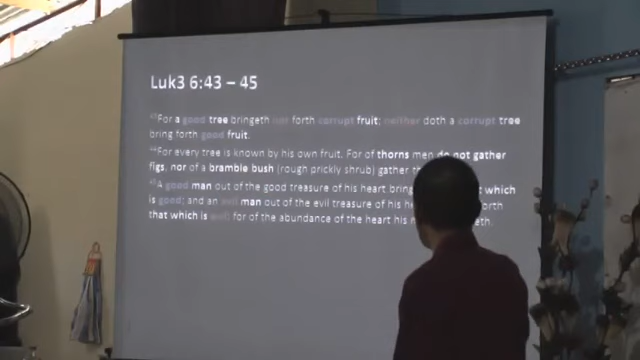 Luk3 6:43 – 45
43For a good tree bringeth nor forth corrupt fruit; neither doth a corrupt tree
bring forth good fruit.
44For every tree is known by his own fruit. For of thorns men do not gather
figs, nor of a bramble bush (rough prickly shrub) gather
45A good man out of the good treasure of his heart which
is good; and an evil man out of the evil treasure of his
that which is evil: for of the abundance of the heart his